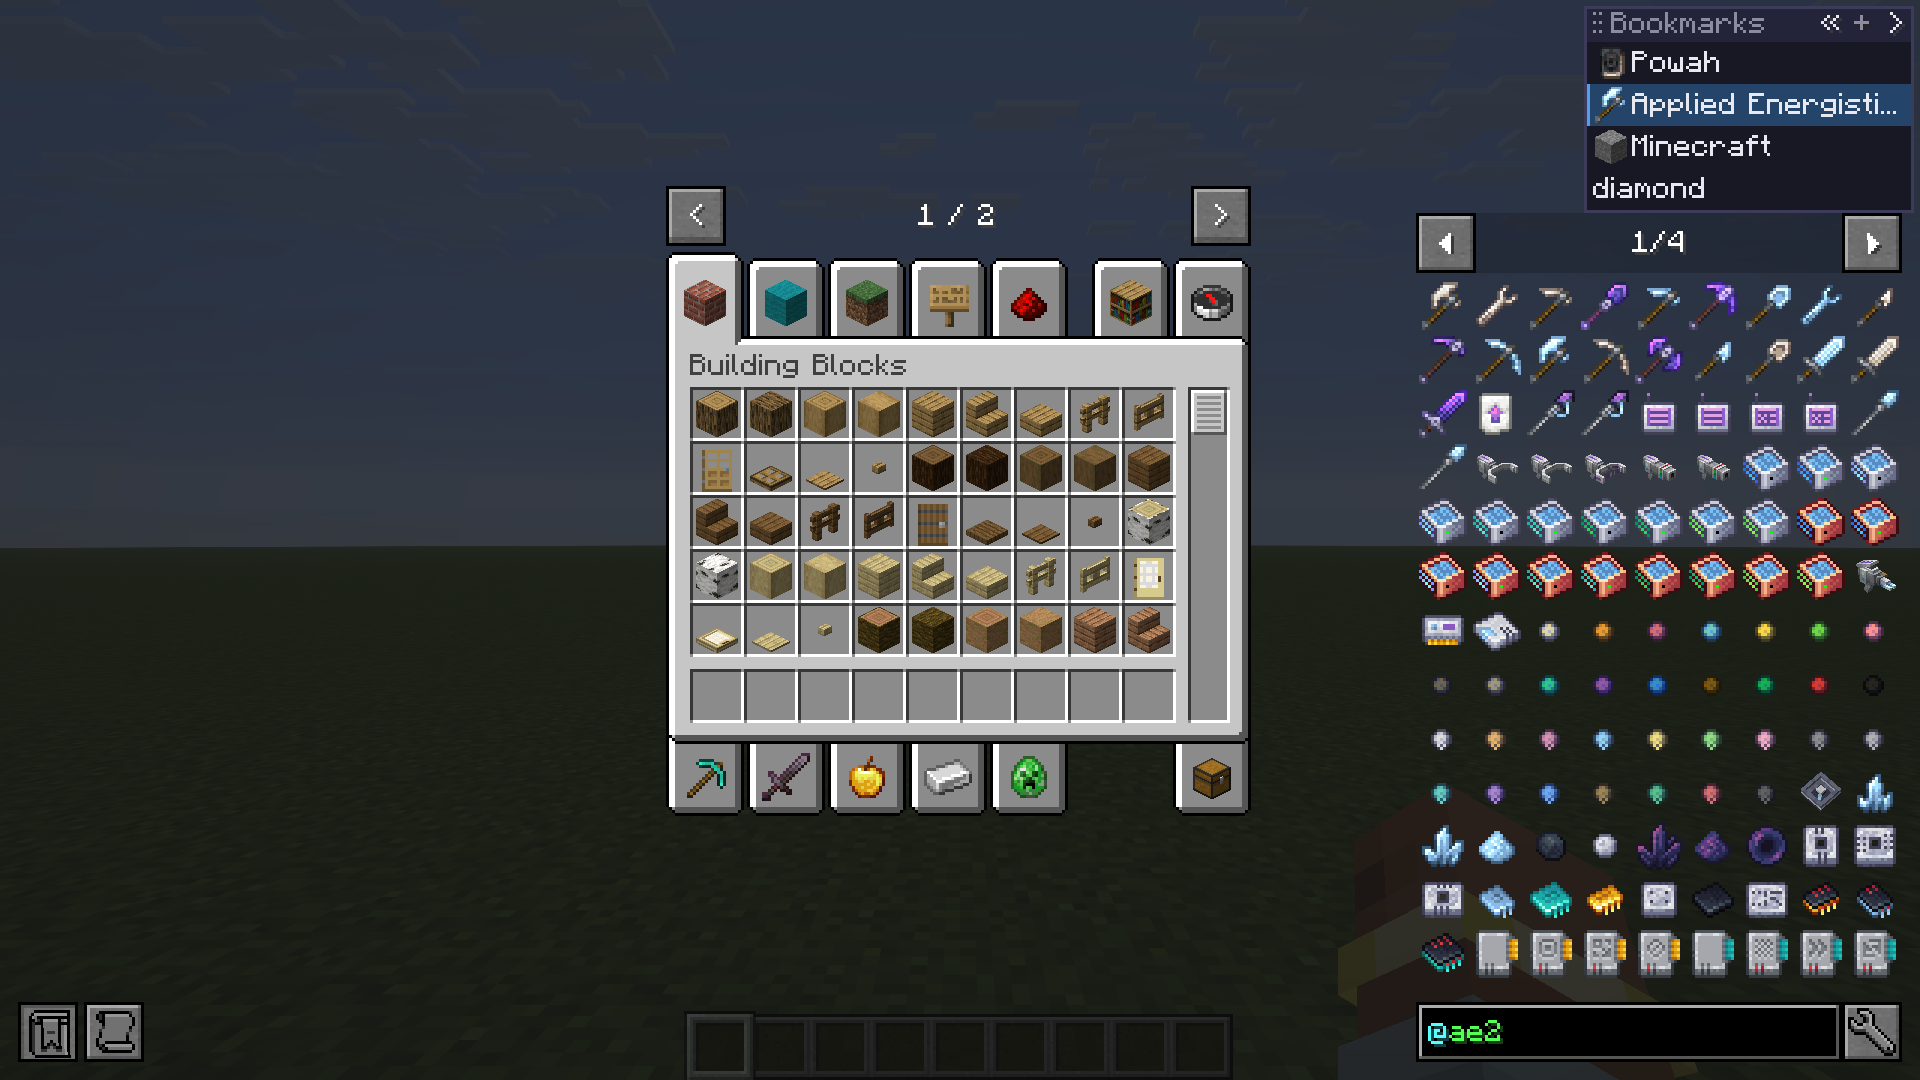 Bookmarks
Powah
Applied Energisti...
Minecraft
diamond
1 / 2
1/4
Building Blocks
@ae2